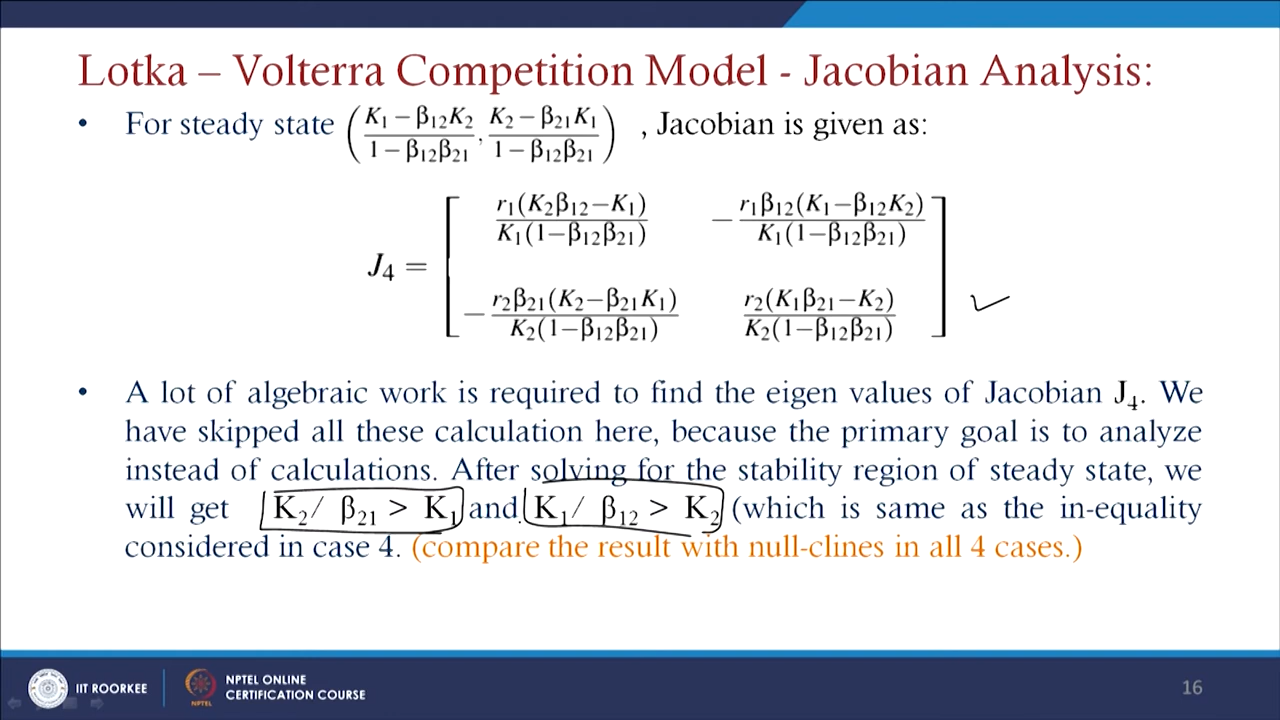 Lotka – Volterra Competition Model - Jacobian Analysis:
• For steady state ( (K₁ − β₁₂K₂)/(1 − β₁₂β₂₁) , (K₂ − β₂₁K₁)/(1 − β₁₂β₂₁) ) , Jacobian is given as:
J₄ = [ r₁(K₂β₁₂−K₁)/K₁(1−β₁₂β₂₁)   − r₁β₁₂(K₁−β₁₂K₂)/K₁(1−β₁₂β₂₁)
− r₂β₂₁(K₂−β₂₁K₁)/K₂(1−β₁₂β₂₁)   r₂(K₁β₂₁−K₂)/K₂(1−β₁₂β₂₁) ]
• A lot of algebraic work is required to find the eigen values of Jacobian J₄. We
have skipped all these calculation here, because the primary goal is to analyze
instead of calculations. After solving for the stability region of steady state, we
will get K₂/ β₂₁ > K₁ and K₁/ β₁₂ > K₂ (which is same as the in-equality
considered in case 4. (compare the result with null-clines in all 4 cases.)
IIT ROORKEE
NPTEL
NPTEL ONLINE
CERTIFICATION COURSE
16